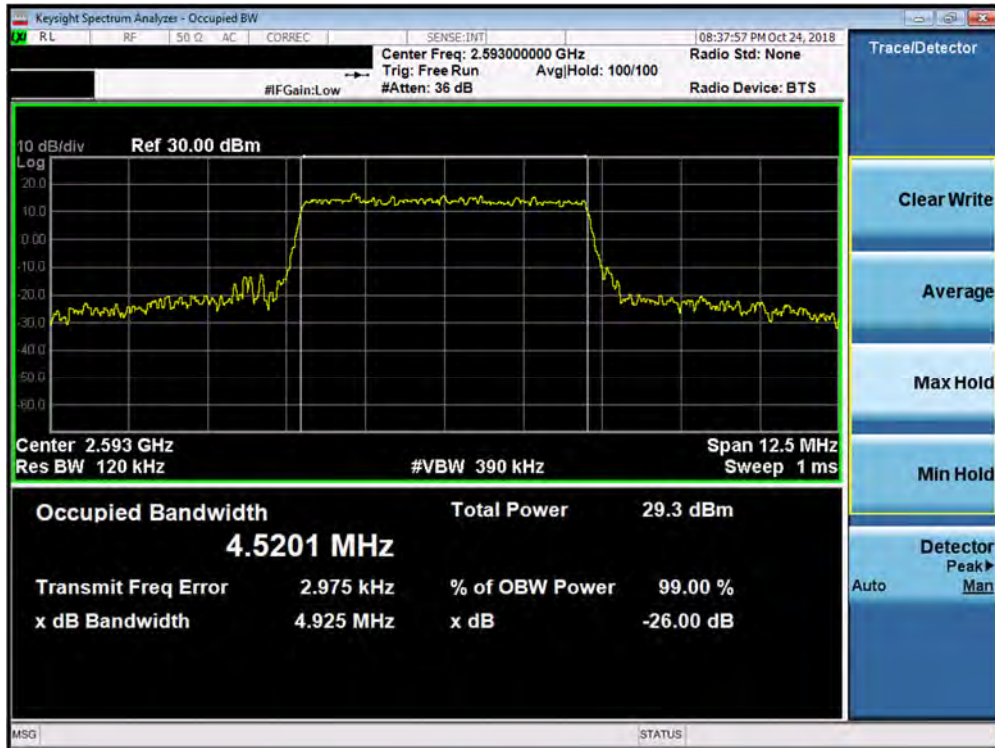 Keysight Spectrum Analyzer - Occupied BW
LXI RL RF 50 Ω AC CORREC SENSE:INT 08:37:57 PM Oct 24, 2018
Center Freq: 2.593000000 GHz Radio Std: None
Trig: Free Run Avg|Hold: 100/100
#IFGain:Low #Atten: 36 dB Radio Device: BTS
Trace/Detector
10 dB/div Ref 30.00 dBm
Log
20.0
10.0
0.00
-10.0
-20.0
-30.0
-40.0
-50.0
-60.0
Center 2.593 GHz Span 12.5 MHz
Res BW 120 kHz #VBW 390 kHz Sweep 1 ms
Occupied Bandwidth Total Power 29.3 dBm
4.5201 MHz
Transmit Freq Error 2.975 kHz % of OBW Power 99.00 %
x dB Bandwidth 4.925 MHz x dB -26.00 dB
Clear Write
Average
Max Hold
Min Hold
Detector
Peak▶
Auto Man
MSG STATUS